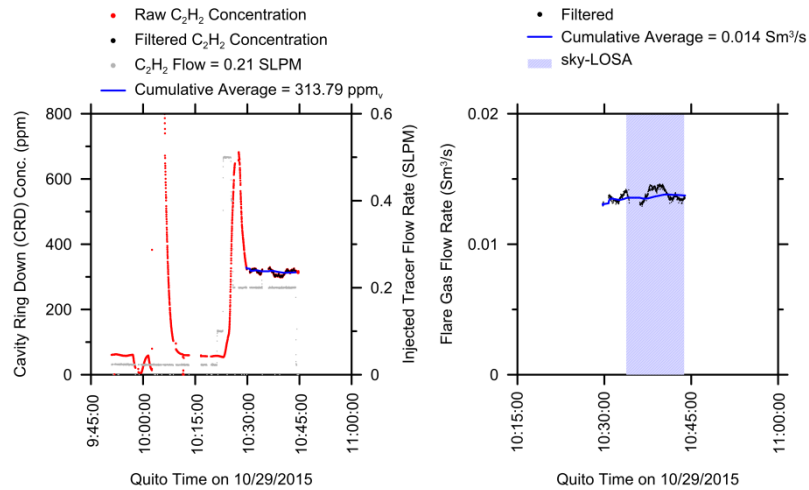 Raw C₂H₂ Concentration
Filtered C₂H₂ Concentration
C₂H₂ Flow = 0.21 SLPM
Cumulative Average = 313.79 ppmᵥ
Cavity Ring Down (CRD) Conc. (ppm)
800
600
400
300
200
0
0.6
0.4
0.2
0
Injected Tracer Flow Rate (SLPM)
9:45:00
10:00:00
10:15:00
10:30:00
10:45:00
11:00:00
Quito Time on 10/29/2015
Filtered
Cumulative Average = 0.014 Sm³/s
sky-LOSA
Flare Gas Flow Rate (Sm³/s)
0.02
0.01
0
10:15:00
10:30:00
10:45:00
11:00:00
Quito Time on 10/29/2015